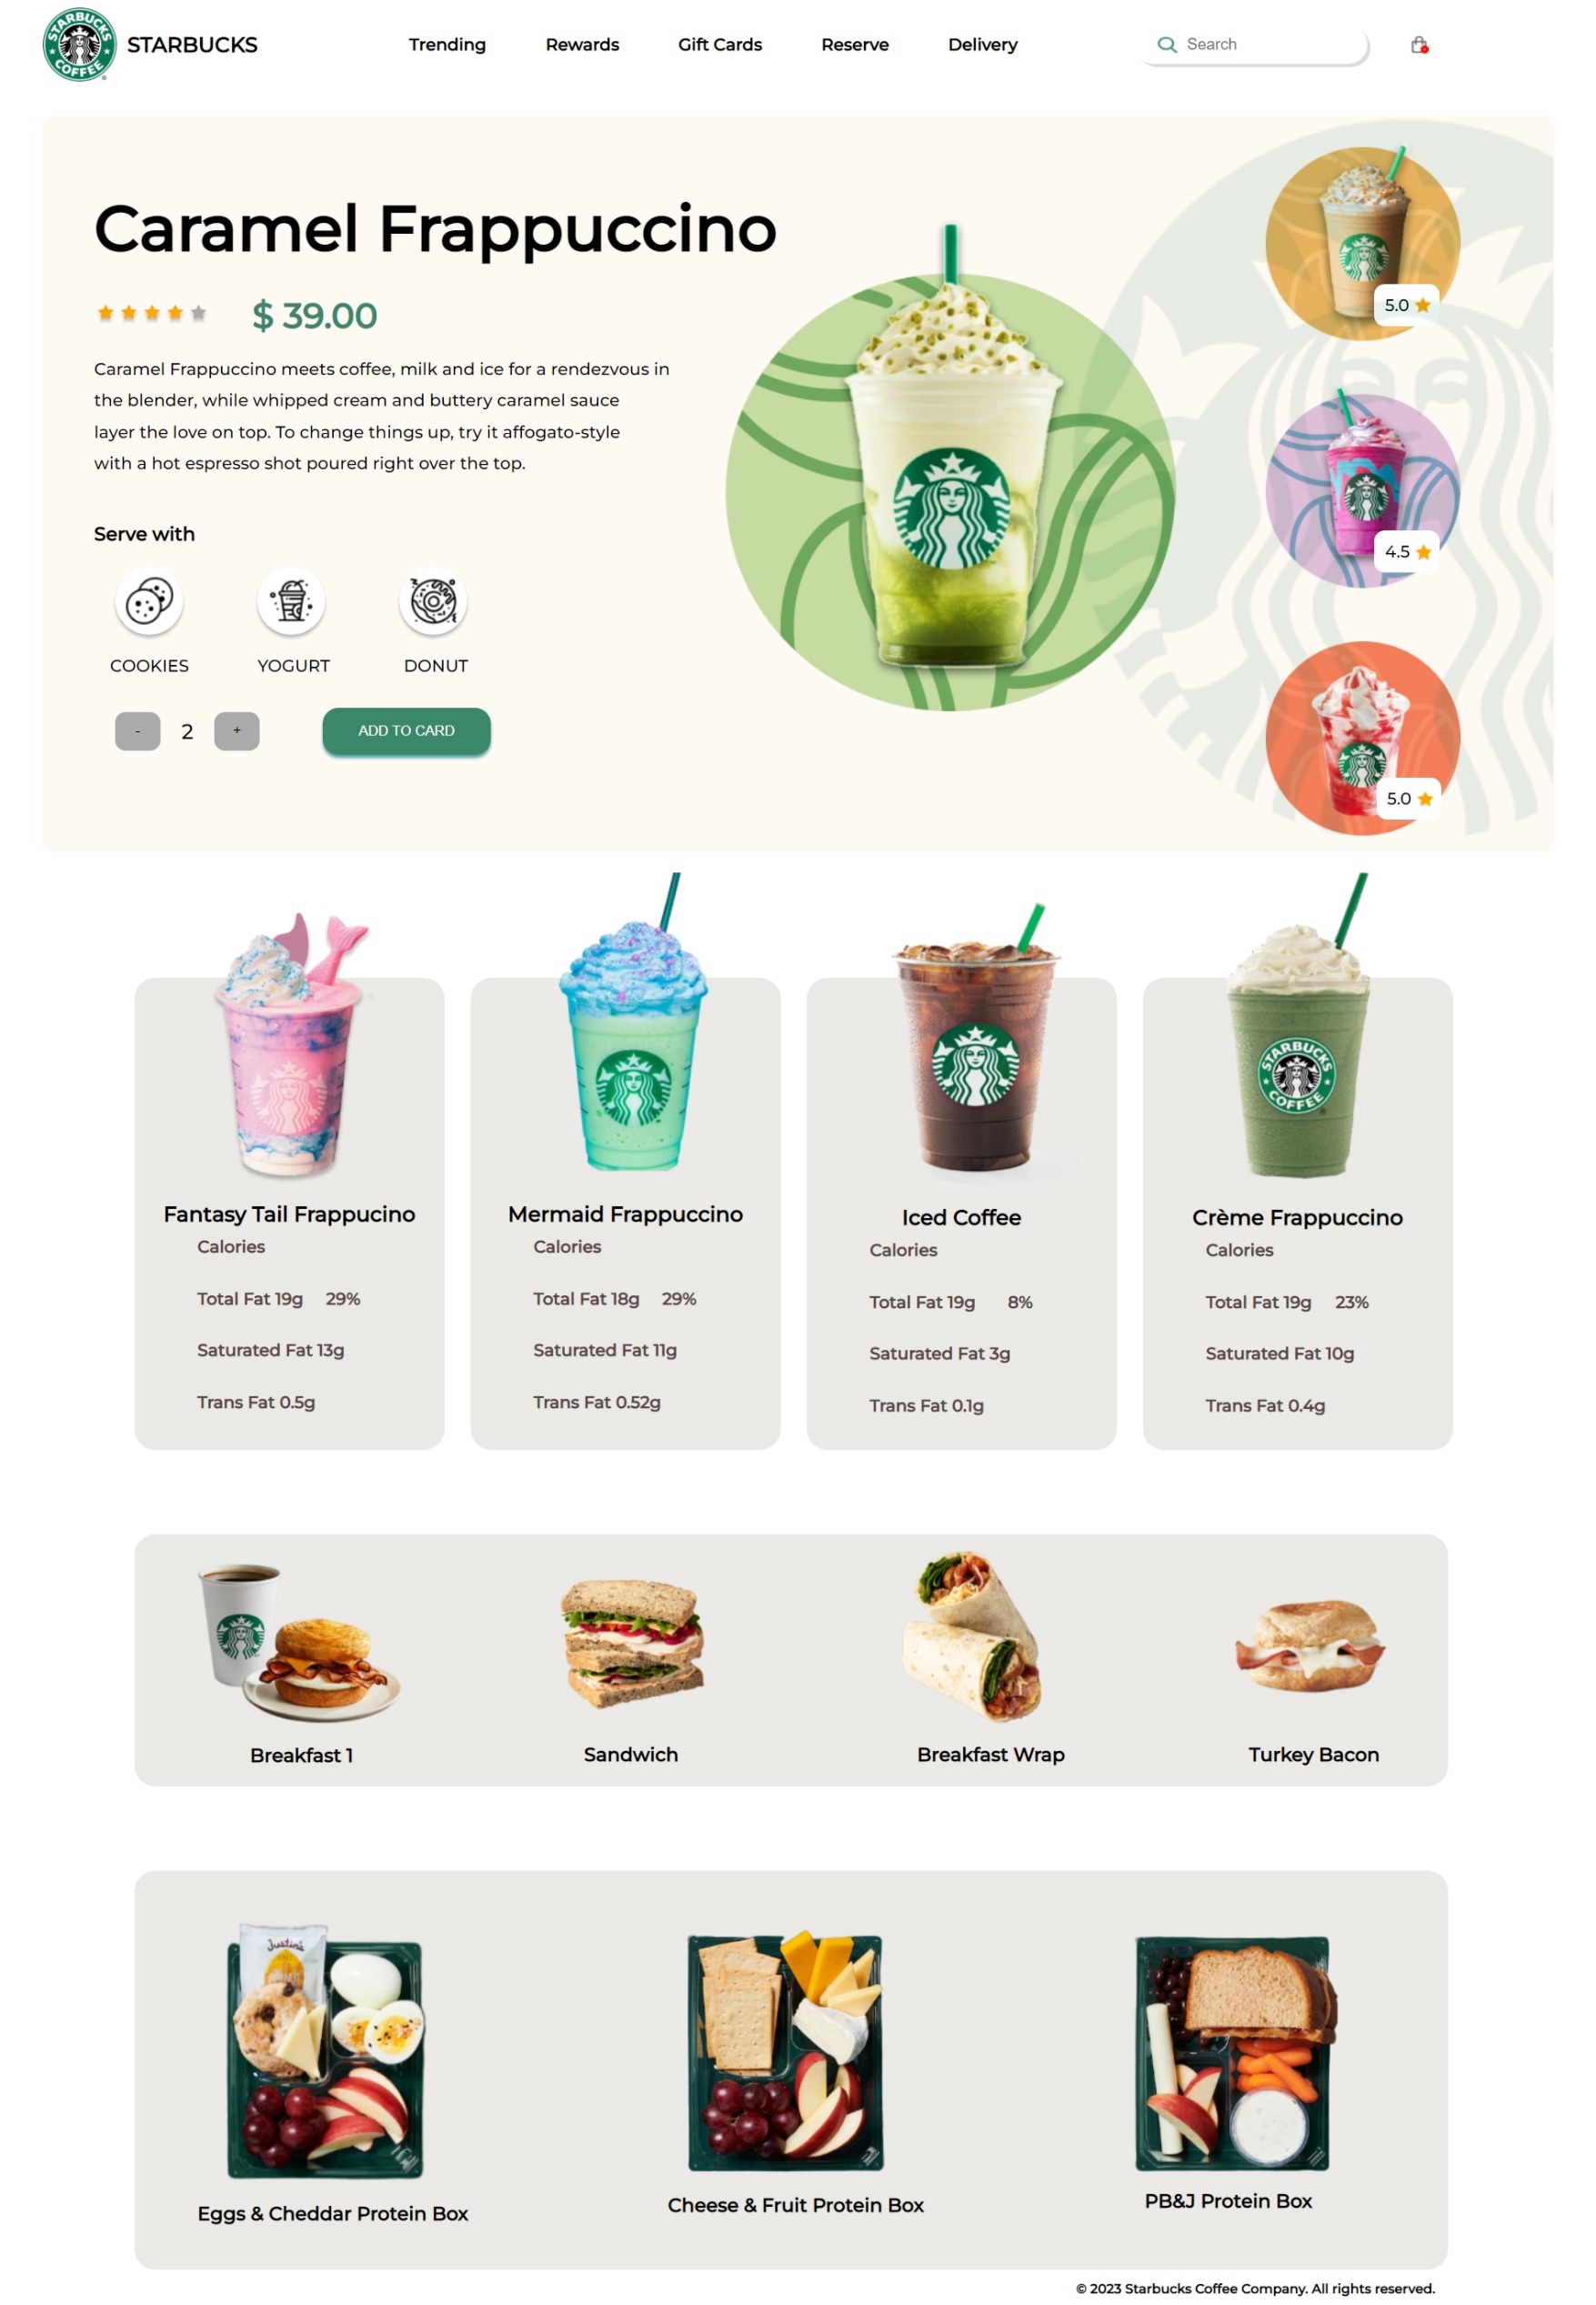 STARBUCKS
COFFEE
STARBUCKS
Trending
Rewards
Gift Cards
Reserve
Delivery
Search
Caramel Frappuccino
$ 39.00
Caramel Frappuccino meets coffee, milk and ice for a rendezvous in
the blender, while whipped cream and buttery caramel sauce
layer the love on top. To change things up, try it affogato-style
with a hot espresso shot poured right over the top.
Serve with
COOKIES
YOGURT
DONUT
-
2
+
ADD TO CARD
5.0
4.5
5.0
STARBUCKS
COFFEE
Fantasy Tail Frappucino
Calories
Total Fat 19g 29%
Saturated Fat 13g
Trans Fat 0.5g
Mermaid Frappuccino
Calories
Total Fat 18g 29%
Saturated Fat 11g
Trans Fat 0.52g
Iced Coffee
Calories
Total Fat 19g 8%
Saturated Fat 3g
Trans Fat 0.1g
Crème Frappuccino
Calories
Total Fat 19g 23%
Saturated Fat 10g
Trans Fat 0.4g
Breakfast 1
Sandwich
Breakfast Wrap
Turkey Bacon
Justin's
Eggs & Cheddar Protein Box
Cheese & Fruit Protein Box
PB&J Protein Box
© 2023 Starbucks Coffee Company. All rights reserved.